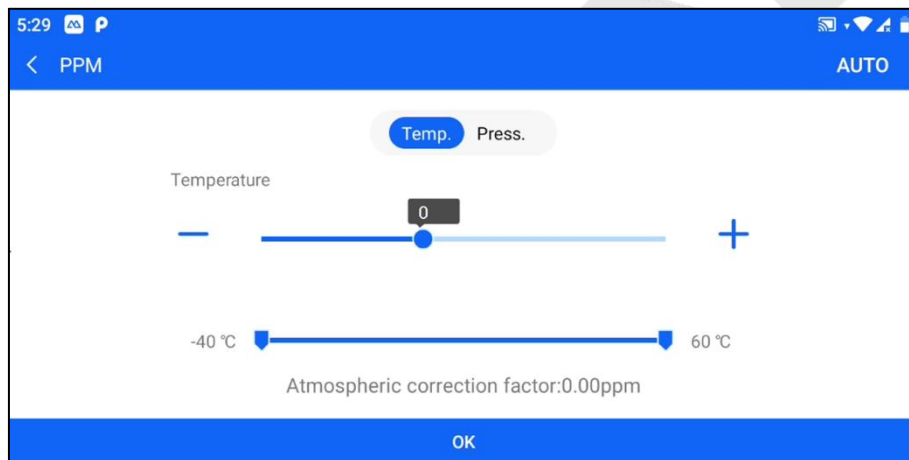 5:29
PPM AUTO
Temp. Press.
Temperature
0
-40 ℃ 60 ℃
Atmospheric correction factor:0.00ppm
OK